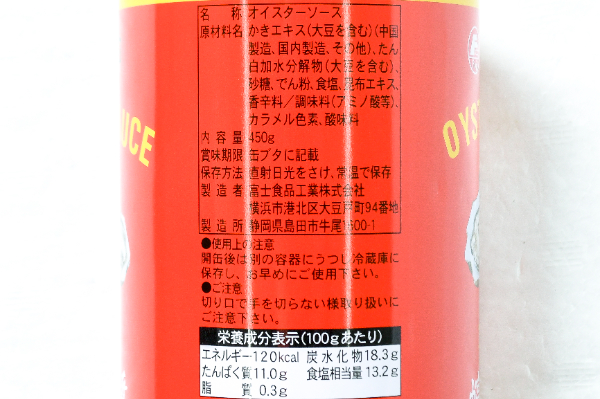 名 称 オイスターソース
原材料名 かきエキス(大豆を含む)(中国
製造、国内製造、その他)、たん
白加水分解物(大豆を含む)、
砂糖、でん粉、食塩、昆布エキス、
香辛料/調味料(アミノ酸等)、
カラメル色素、酸味料
内容量 450g
賞味期限 缶ブタに記載
保存方法 直射日光をさけ、常温で保存
製造者 富士食品工業株式会社
横浜市港北区大豆戸町94番地
製造所 静岡県島田市牛尾1600-1
●使用上の注意
開缶後は別の容器にうつし冷蔵庫に
保存し、お早めにご使用下さい。
●ご注意
切り口で手を切らない様取り扱いに
ご注意下さい。
栄養成分表示(100gあたり)
エネルギー120kcal 炭水化物18.3g
たんぱく質11.0g 食塩相当量13.2g
脂質 0.3g
UCE
OYST